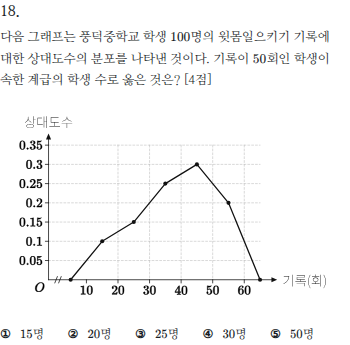 18.
다음 그래프는 풍덕중학교 학생 100명의 윗몸일으키기 기록에
대한 상대도수의 분포를 나타낸 것이다. 기록이 50회인 학생이
속한 계급의 학생 수로 옳은 것은? [4점]
상대도수
0.35
0.3
0.25
0.2
0.15
0.1
0.05
O 10 20 30 40 50 60 기록(회)
① 15명 ② 20명 ③ 25명 ④ 30명 ⑤ 50명